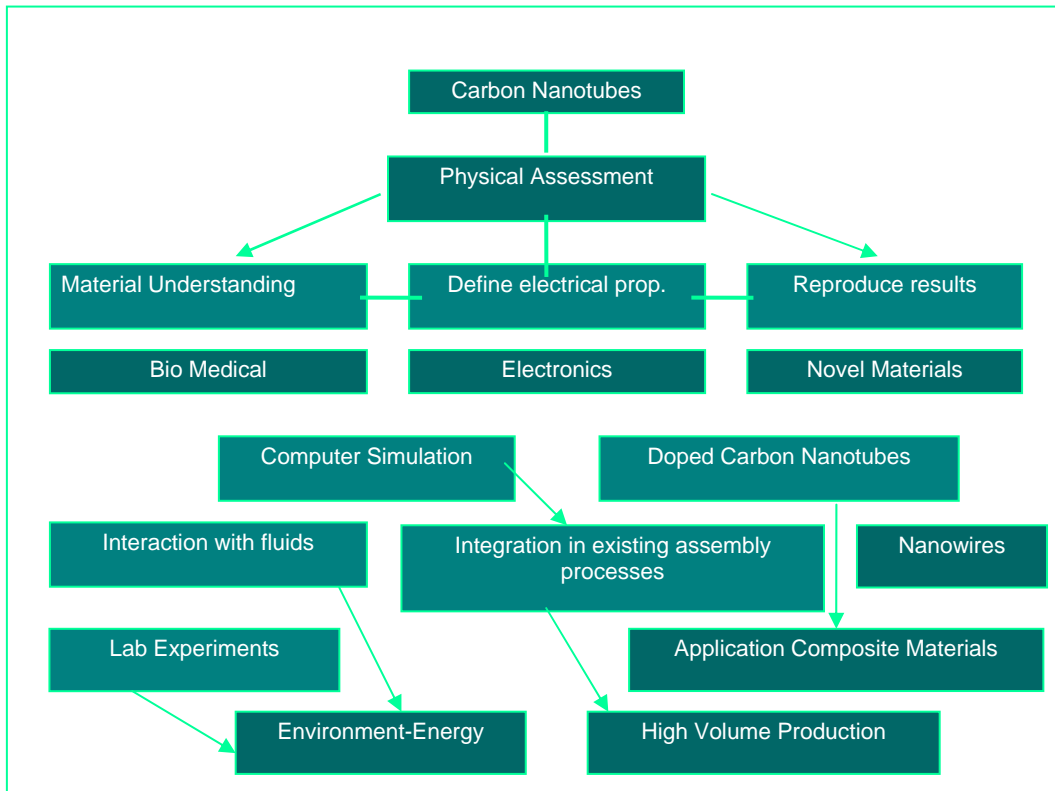 Carbon Nanotubes
Physical Assessment
Material Understanding
Define electrical prop.
Reproduce results
Bio Medical
Electronics
Novel Materials
Computer Simulation
Doped Carbon Nanotubes
Interaction with fluids
Integration in existing assembly
processes
Nanowires
Lab Experiments
Application Composite Materials
Environment-Energy
High Volume Production